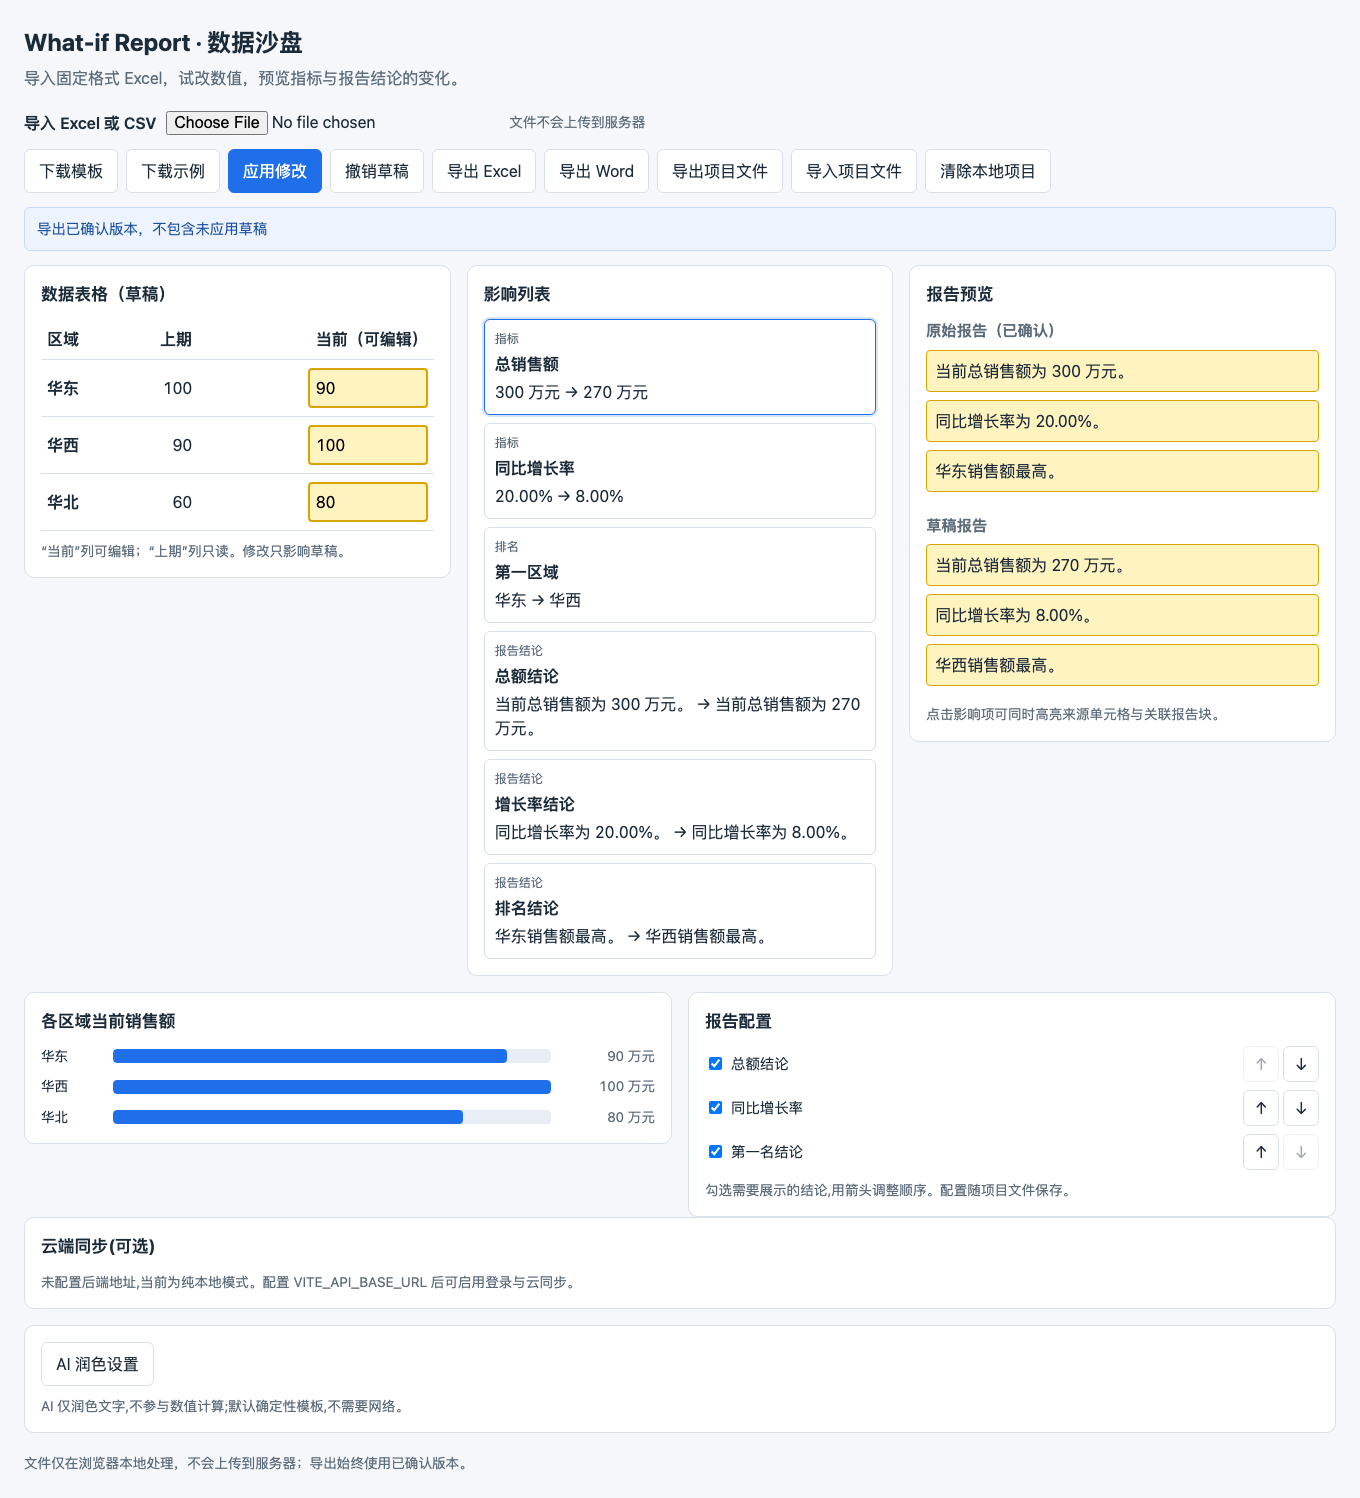 What-if Report · 数据沙盘
导入固定格式 Excel，试改数值，预览指标与报告结论的变化。
导入 Excel 或 CSV Choose File No file chosen 文件不会上传到服务器
下载模板 下载示例 应用修改 撤销草稿 导出 Excel 导出 Word 导出项目文件 导入项目文件 清除本地项目
导出已确认版本，不包含未应用草稿
数据表格（草稿）
区域 上期 当前（可编辑）
华东 100 90
华西 90 100
华北 60 80
“当前”列可编辑；“上期”列只读。修改只影响草稿。
影响列表
指标
总销售额
300 万元 → 270 万元
指标
同比增长率
20.00% → 8.00%
排名
第一区域
华东 → 华西
报告结论
总额结论
当前总销售额为 300 万元。 → 当前总销售额为 270
万元。
报告结论
增长率结论
同比增长率为 20.00%。 → 同比增长率为 8.00%。
报告结论
排名结论
华东销售额最高。 → 华西销售额最高。
报告预览
原始报告（已确认）
当前总销售额为 300 万元。
同比增长率为 20.00%。
华东销售额最高。
草稿报告
当前总销售额为 270 万元。
同比增长率为 8.00%。
华西销售额最高。
点击影响项可同时高亮来源单元格与关联报告块。
各区域当前销售额
华东 90 万元
华西 100 万元
华北 80 万元
报告配置
总额结论 ↑ ↓
同比增长率 ↑ ↓
第一名结论 ↑ ↓
勾选需要展示的结论,用箭头调整顺序。配置随项目文件保存。
云端同步(可选)
未配置后端地址,当前为纯本地模式。配置 VITE_API_BASE_URL 后可启用登录与云同步。
AI 润色设置
AI 仅润色文字,不参与数值计算;默认确定性模板,不需要网络。
文件仅在浏览器本地处理，不会上传到服务器；导出始终使用已确认版本。